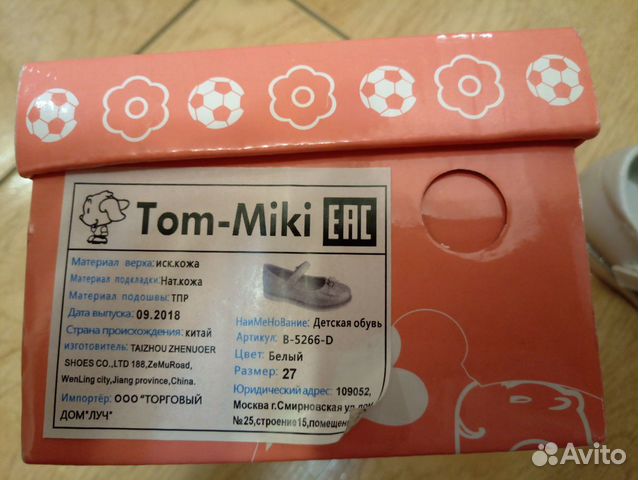 Tom-Miki EAC
Материал верха: иск.кожа
Материал подкладки: Нат.кожа
Материал подошвы: ТПР
Дата выпуска: 09.2018
Страна происхождения: китай
изготовитель: TAIZHOU ZHENUOER
SHOES CO.,LTD 188,ZeMuRoad,
WenLing city,Jiang province,China.
Импортёр: ООО "ТОРГОВЫЙ
ДОМ"ЛУЧ"
НаиМеНоВание: Детская обувь
Артикул: B-5266-D
Цвет: Белый
Размер: 27
Юридический адрес: 109052,
Москва г.Смирновская ул
№25,строение15,помещен
Avito